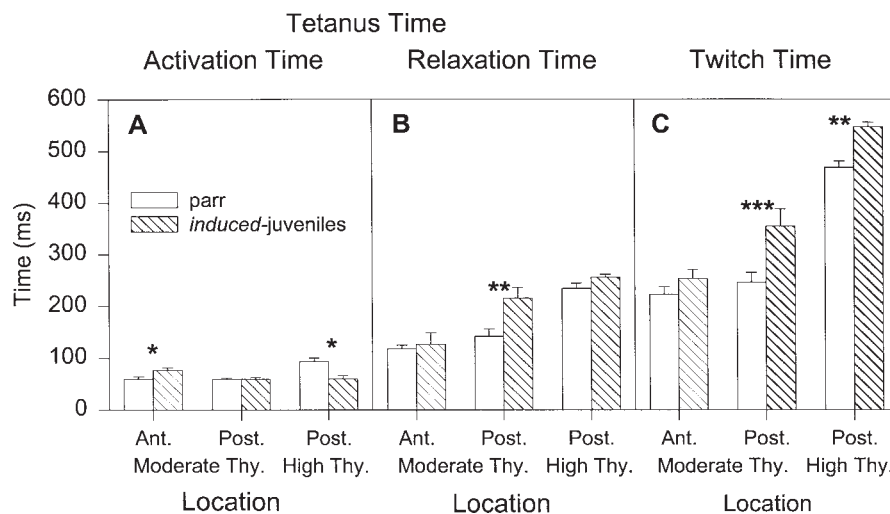 Tetanus Time
Activation Time Relaxation Time Twitch Time
600
500
400
300
200
100
0
Time (ms)
A B C
parr
induced-juveniles
* * ** *** **
Ant. Post. Post. Ant. Post. Post. Ant. Post. Post.
Moderate Thy. High Thy. Moderate Thy. High Thy. Moderate Thy. High Thy.
Location Location Location